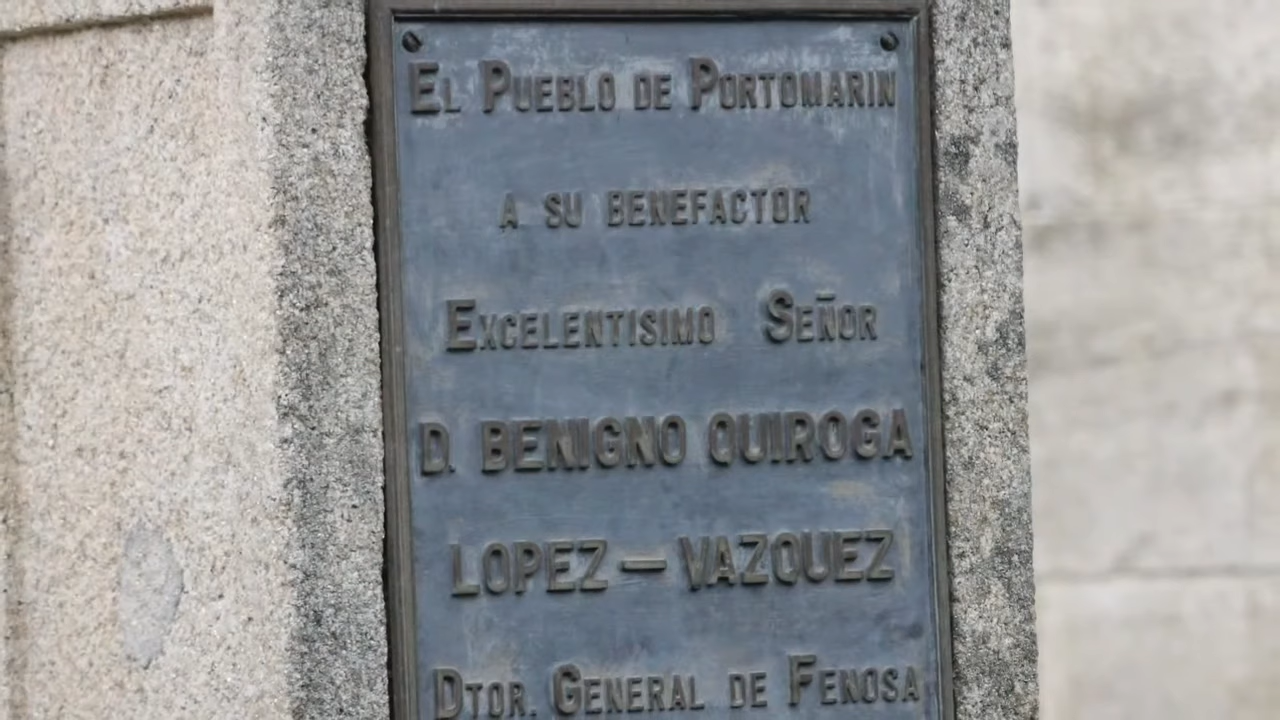 El Pueblo de Portomarin
a su benefactor
Excelentisimo Señor
D. BENIGNO QUIROGA
LOPEZ — VAZQUEZ
Dtor. General de Fenosa